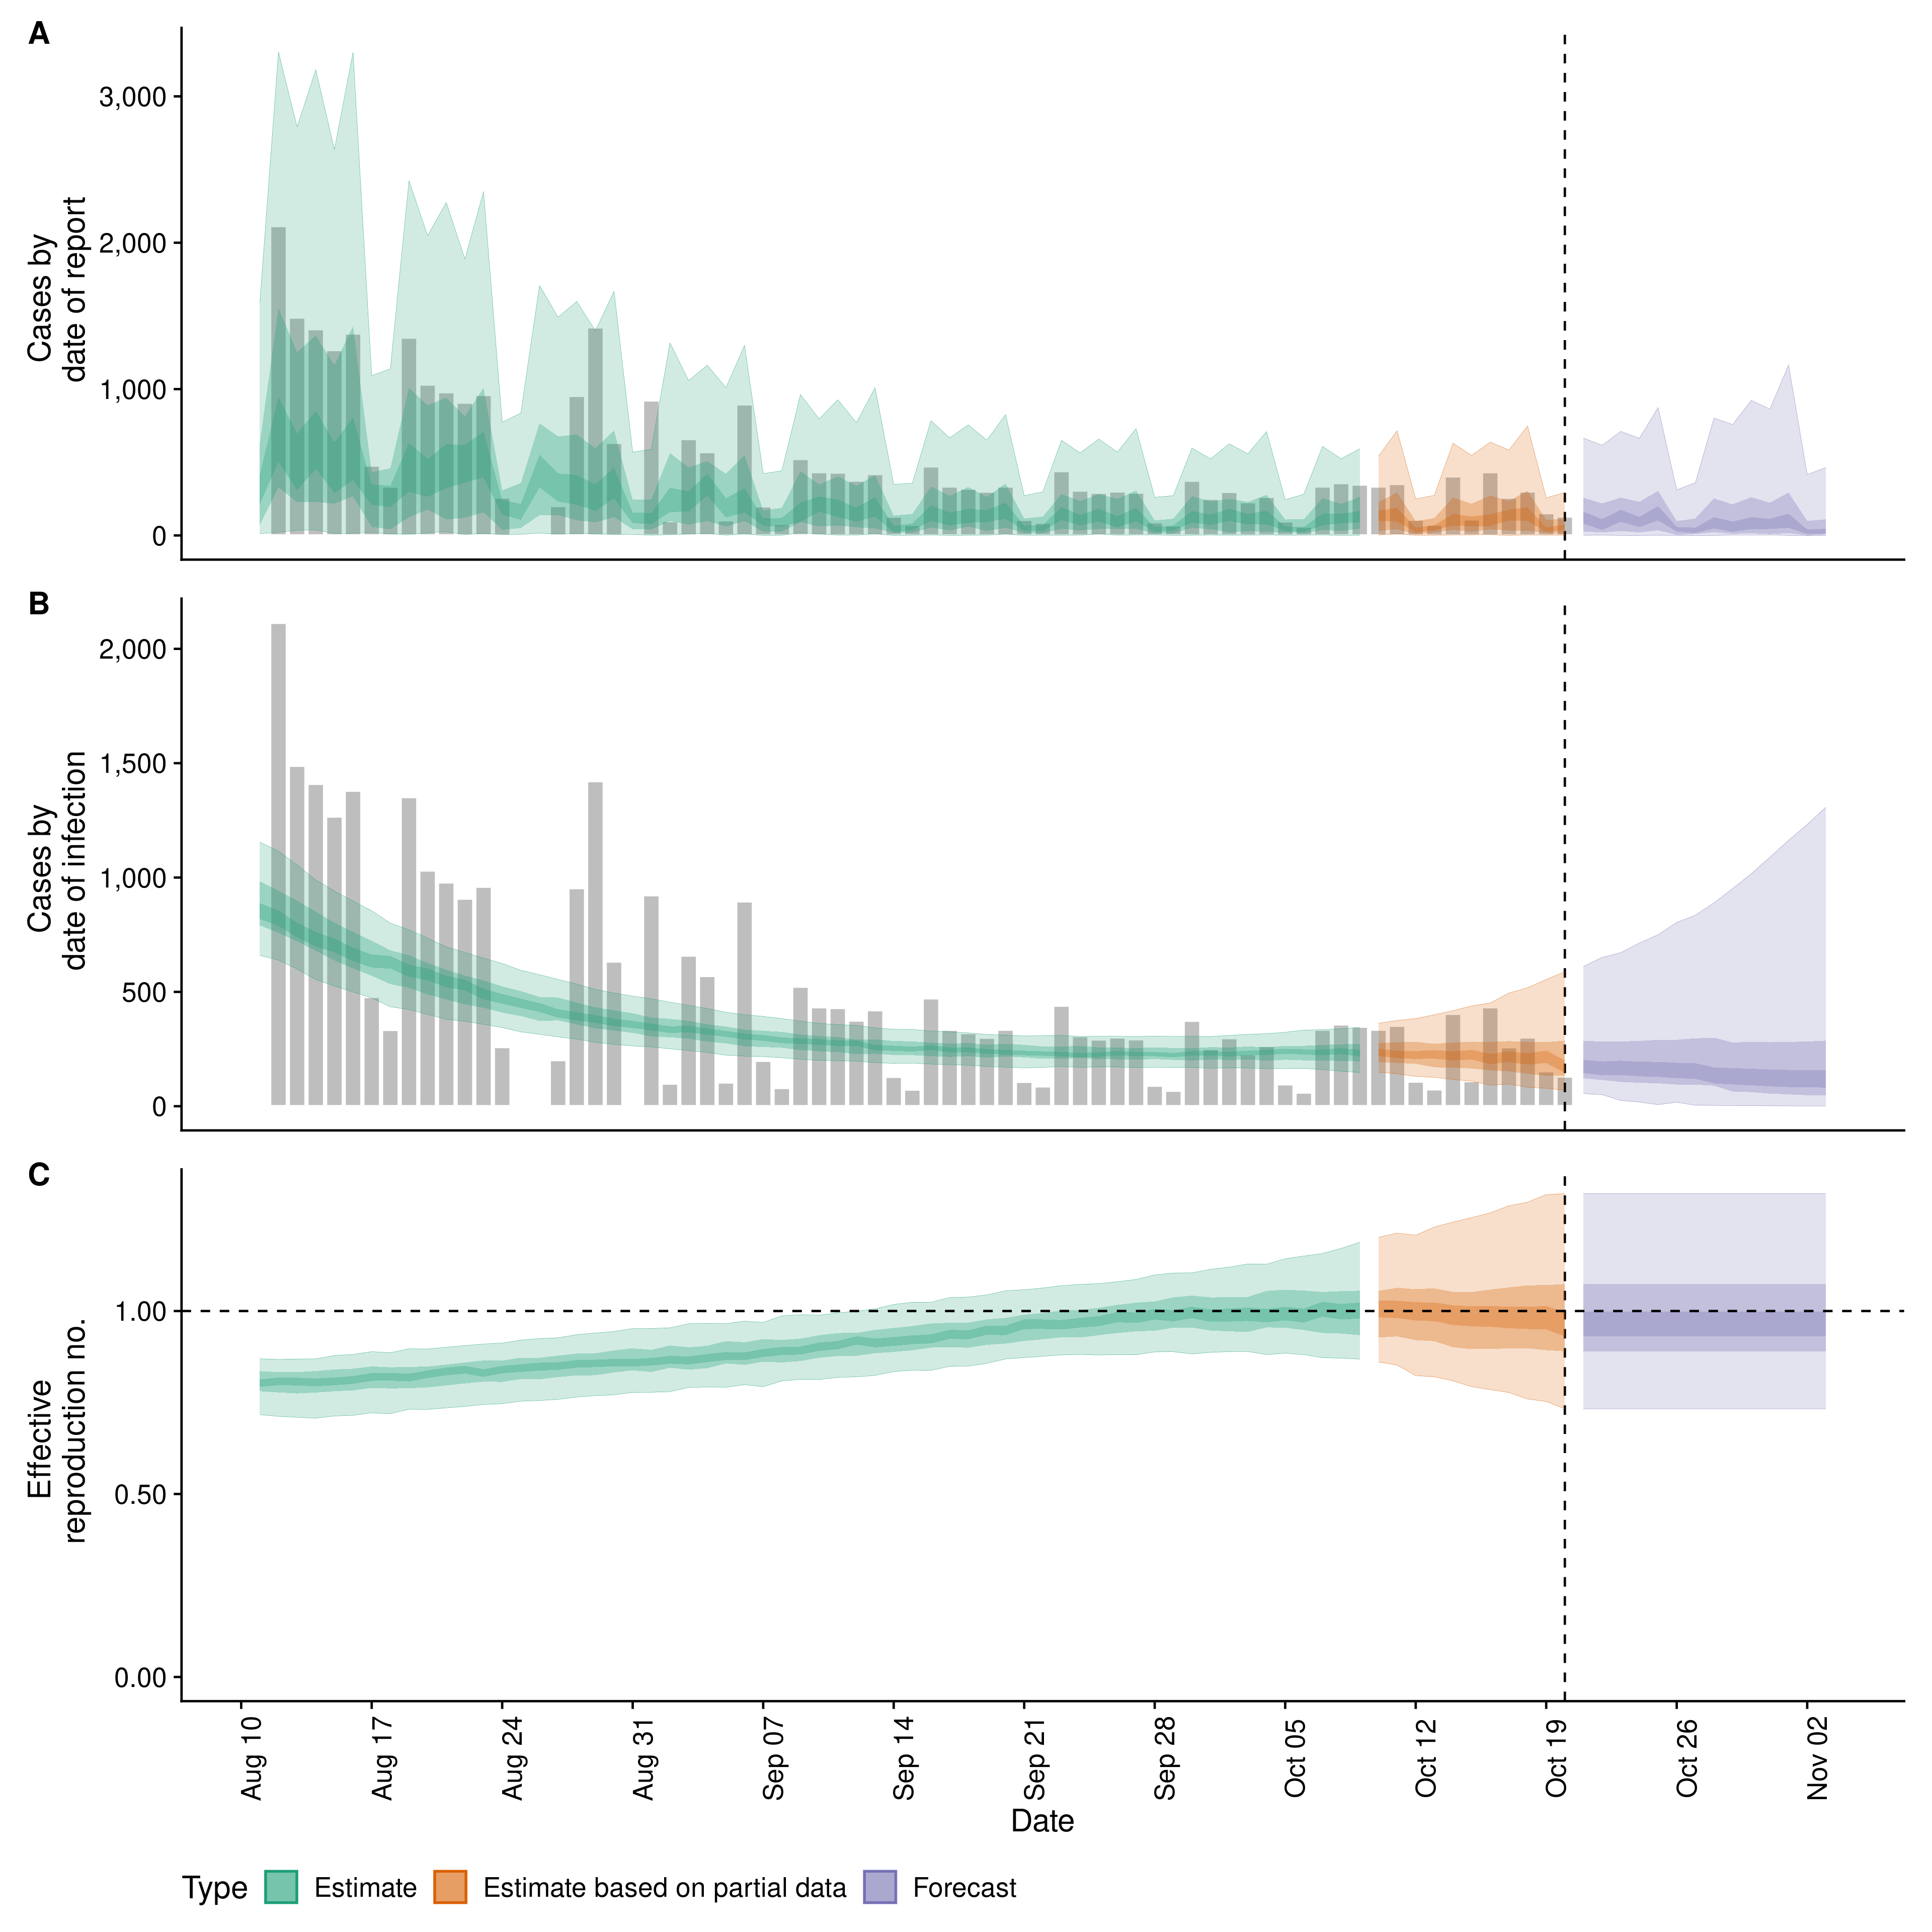 A
Cases by
date of report
3,000
2,000
1,000
0
B
Cases by
date of infection
2,000
1,500
1,000
500
0
C
Effective
reproduction no.
1.00
0.50
0.00
Aug 10
Aug 17
Aug 24
Aug 31
Sep 07
Sep 14
Sep 21
Sep 28
Oct 05
Oct 12
Oct 19
Oct 26
Nov 02
Date
Type Estimate Estimate based on partial data Forecast